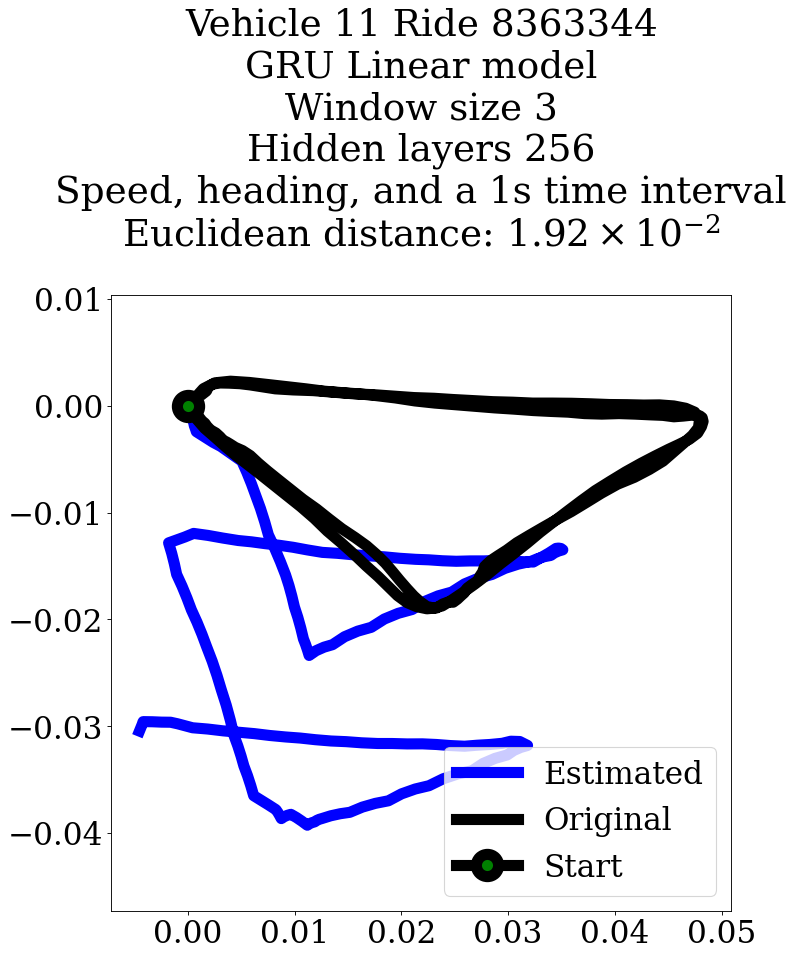 Vehicle 11 Ride 8363344
GRU Linear model
Window size 3
Hidden layers 256
Speed, heading, and a 1s time interval
Euclidean distance: 1.92 × 10⁻²
0.01
0.00
−0.01
−0.02
−0.03
−0.04
Estimated
Original
Start
0.00 0.01 0.02 0.03 0.04 0.05